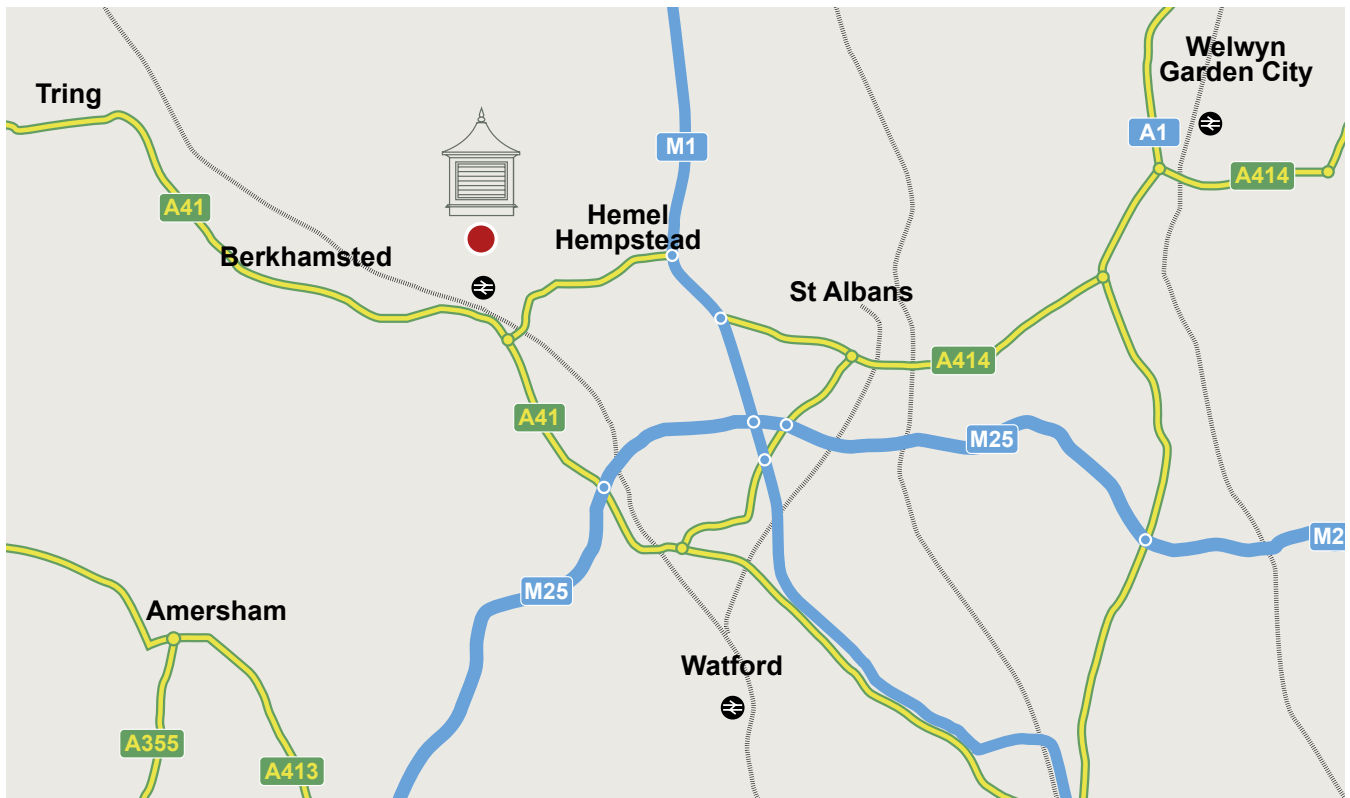 Welwyn
Garden City
Tring
A1
M1
A414
A41
Hemel
Hempstead
Berkhamsted
St Albans
A414
A41
M25
M2
M25
Amersham
Watford
A355
A413